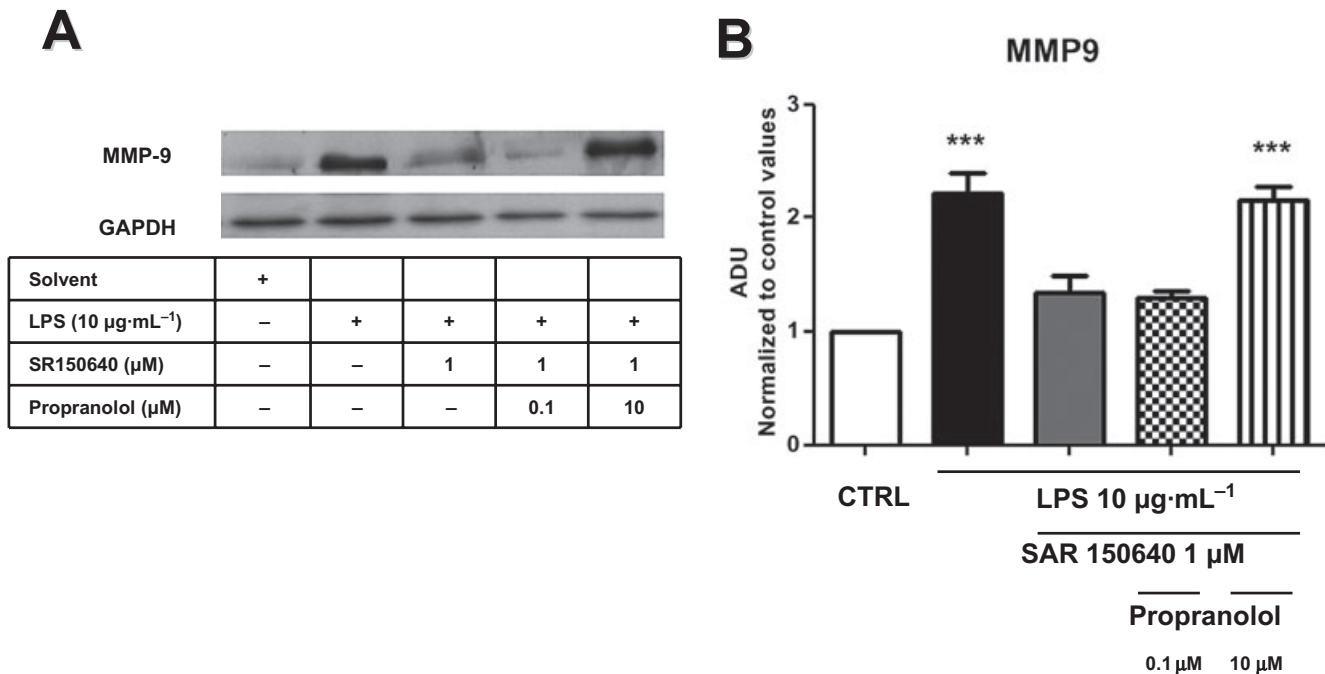 A
MMP-9
GAPDH
Solvent +
LPS (10 µg·mL⁻¹) – + + + +
SR150640 (µM) – – 1 1 1
Propranolol (µM) – – – 0.1 10
B
MMP9
ADU
Normalized to control values
3
2
1
0
***
***
CTRL
LPS 10 µg·mL⁻¹
SAR 150640 1 µM
Propranolol
0.1 µM 10 µM